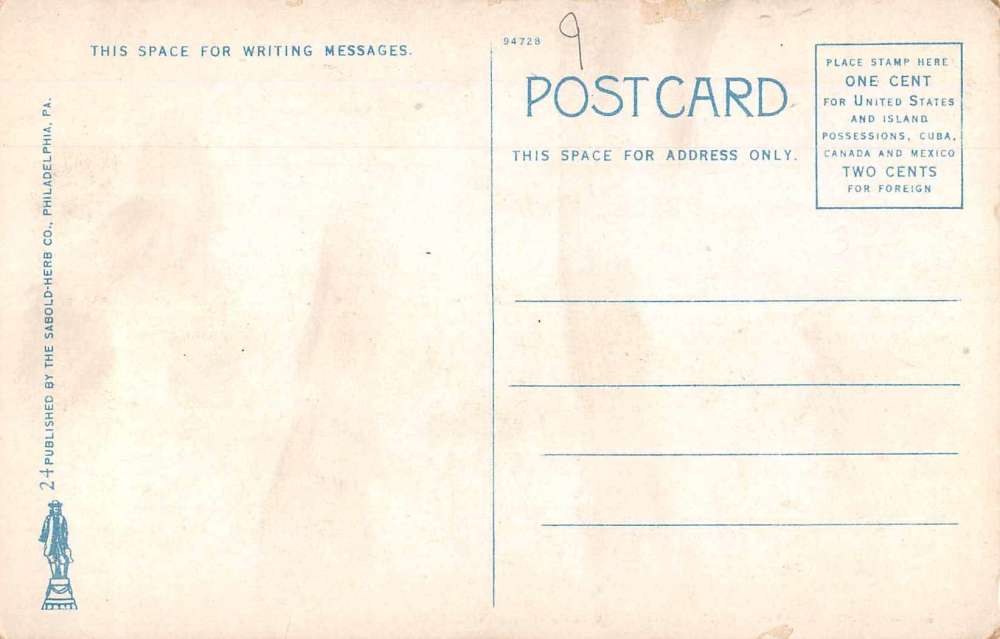 THIS SPACE FOR WRITING MESSAGES.
24 PUBLISHED BY THE SABOLD-HERB CO., PHILADELPHIA, PA.
94728
9
POSTCARD
THIS SPACE FOR ADDRESS ONLY.
PLACE STAMP HERE
ONE CENT
FOR UNITED STATES
AND ISLAND
POSSESSIONS, CUBA,
CANADA AND MEXICO
TWO CENTS
FOR FOREIGN